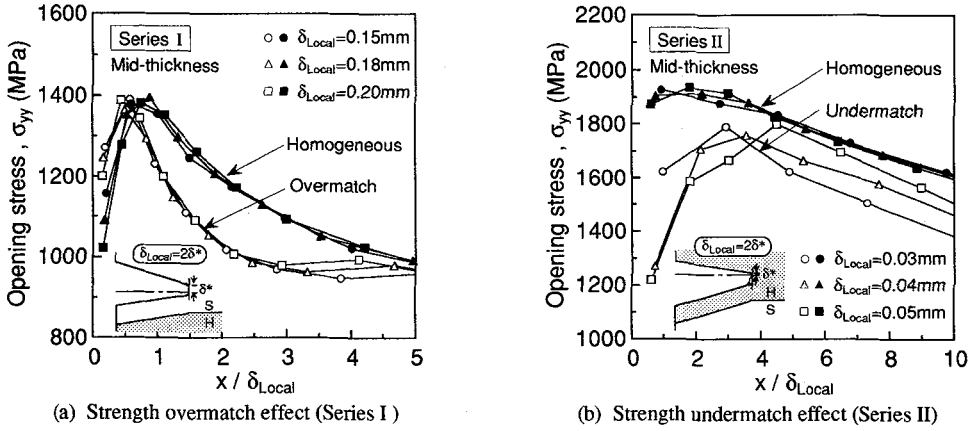 Opening stress , σyy (MPa)
1600
1400
1200
1000
800
Series I
Mid-thickness
δLocal=0.15mm
δLocal=0.18mm
δLocal=0.20mm
Homogeneous
Overmatch
δLocal=2δ*
δ*
S
H
0 1 2 3 4 5
x / δLocal
(a) Strength overmatch effect (Series I )
Opening stress , σyy (MPa)
2200
2000
1800
1600
1400
1200
1000
Series II
Mid-thickness
Homogeneous
Undermatch
δLocal=2δ*
δ*
H
S
δLocal=0.03mm
δLocal=0.04mm
δLocal=0.05mm
0 2 4 6 8 10
x / δLocal
(b) Strength undermatch effect (Series II)